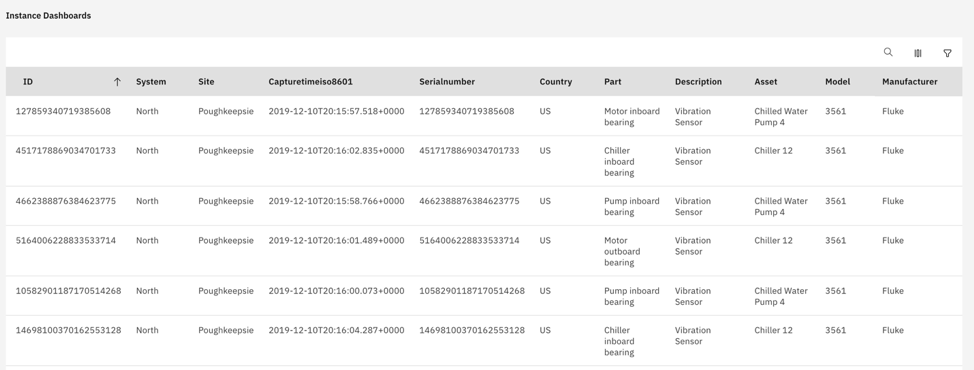 Instance Dashboards
ID System Site Capturetimeiso8601 Serialnumber Country Part Description Asset Model Manufacturer
127859340719385608 North Poughkeepsie 2019-12-10T20:15:57.518+0000 127859340719385608 US Motor inboard bearing Vibration Sensor Chilled Water Pump 4 3561 Fluke
4517178869034701733 North Poughkeepsie 2019-12-10T20:16:02.835+0000 4517178869034701733 US Chiller inboard bearing Vibration Sensor Chiller 12 3561 Fluke
4662388876384623775 North Poughkeepsie 2019-12-10T20:15:58.766+0000 4662388876384623775 US Pump inboard bearing Vibration Sensor Chilled Water Pump 4 3561 Fluke
5164006228833533714 North Poughkeepsie 2019-12-10T20:16:01.489+0000 5164006228833533714 US Motor outboard bearing Vibration Sensor Chiller 12 3561 Fluke
10582901187170514268 North Poughkeepsie 2019-12-10T20:16:00.073+0000 10582901187170514268 US Pump inboard bearing Vibration Sensor Chilled Water Pump 4 3561 Fluke
14698100370162553128 North Poughkeepsie 2019-12-10T20:16:04.287+0000 14698100370162553128 US Chiller inboard bearing Vibration Sensor Chiller 12 3561 Fluke